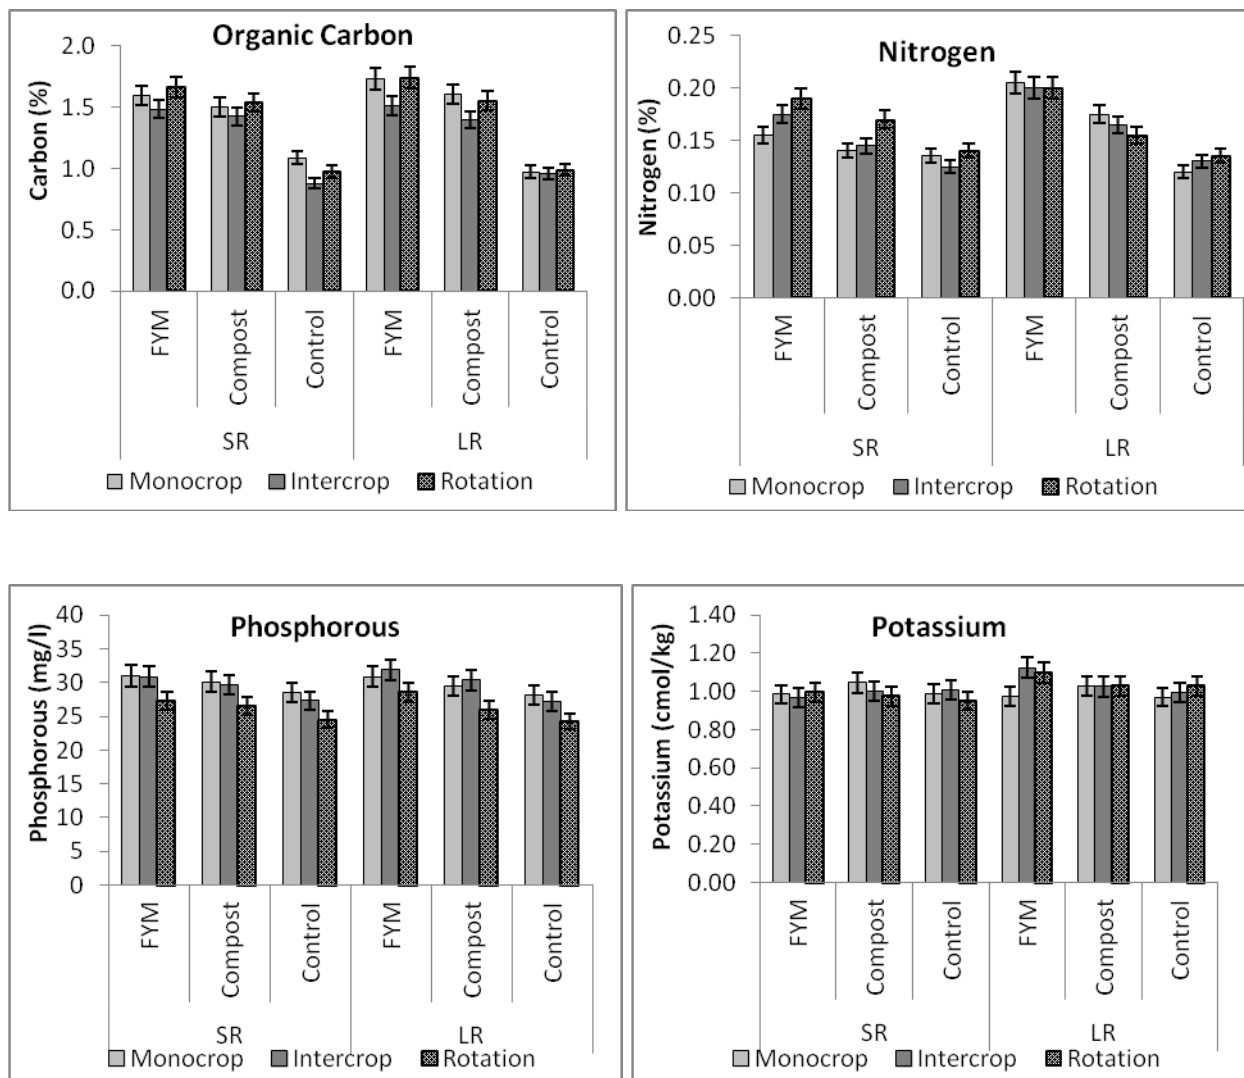 Organic Carbon
Carbon (%)
2.0
1.5
1.0
0.5
0.0
FYM Compost Control FYM Compost Control
SR LR
Monocrop Intercrop Rotation
Nitrogen
Nitrogen (%)
0.25
0.20
0.15
0.10
0.05
0.00
FYM Compost Control FYM Compost Control
SR LR
Monocrop Intercrop Rotation
Phosphorous
Phosphorous (mg/l)
40
35
30
25
20
15
10
5
0
FYM Compost Control FYM Compost Control
SR LR
Monocrop Intercrop Rotation
Potassium
Potassium (cmol/kg)
1.40
1.20
1.00
0.80
0.60
0.40
0.20
0.00
FYM Compost Control FYM Compost Control
SR LR
Monocrop Intercrop Rotation